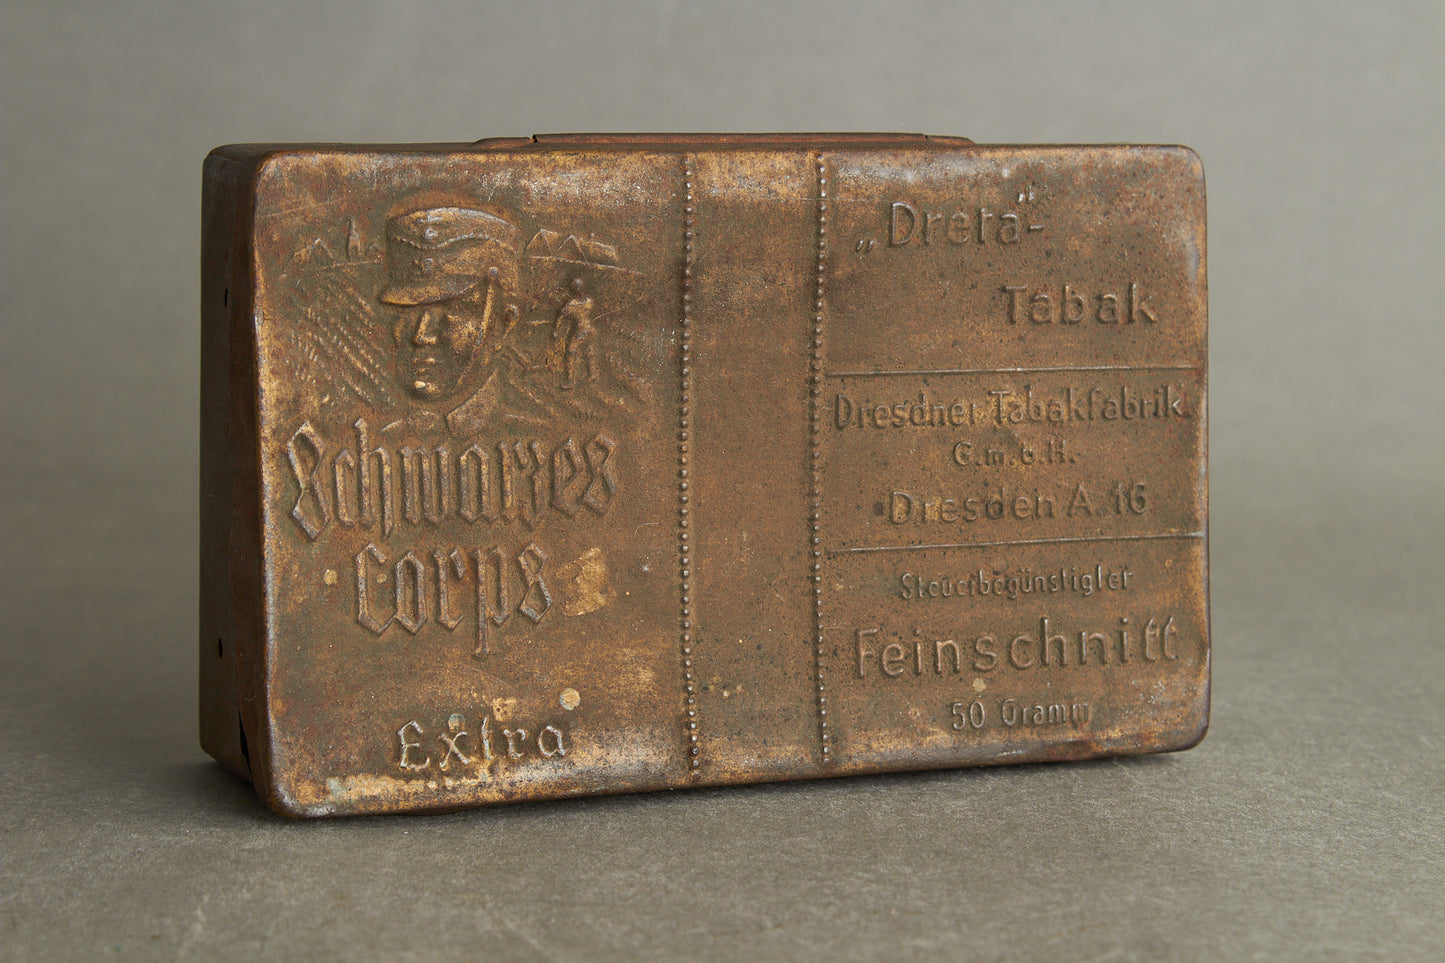 Schwarzes
Corps
Extra
„Dreta“-
Tabak
Dresdner Tabakfabrik
G.m.b.H.
Dresden A 16
Steuerbegünstigter
Feinschnitt
50 Gramm